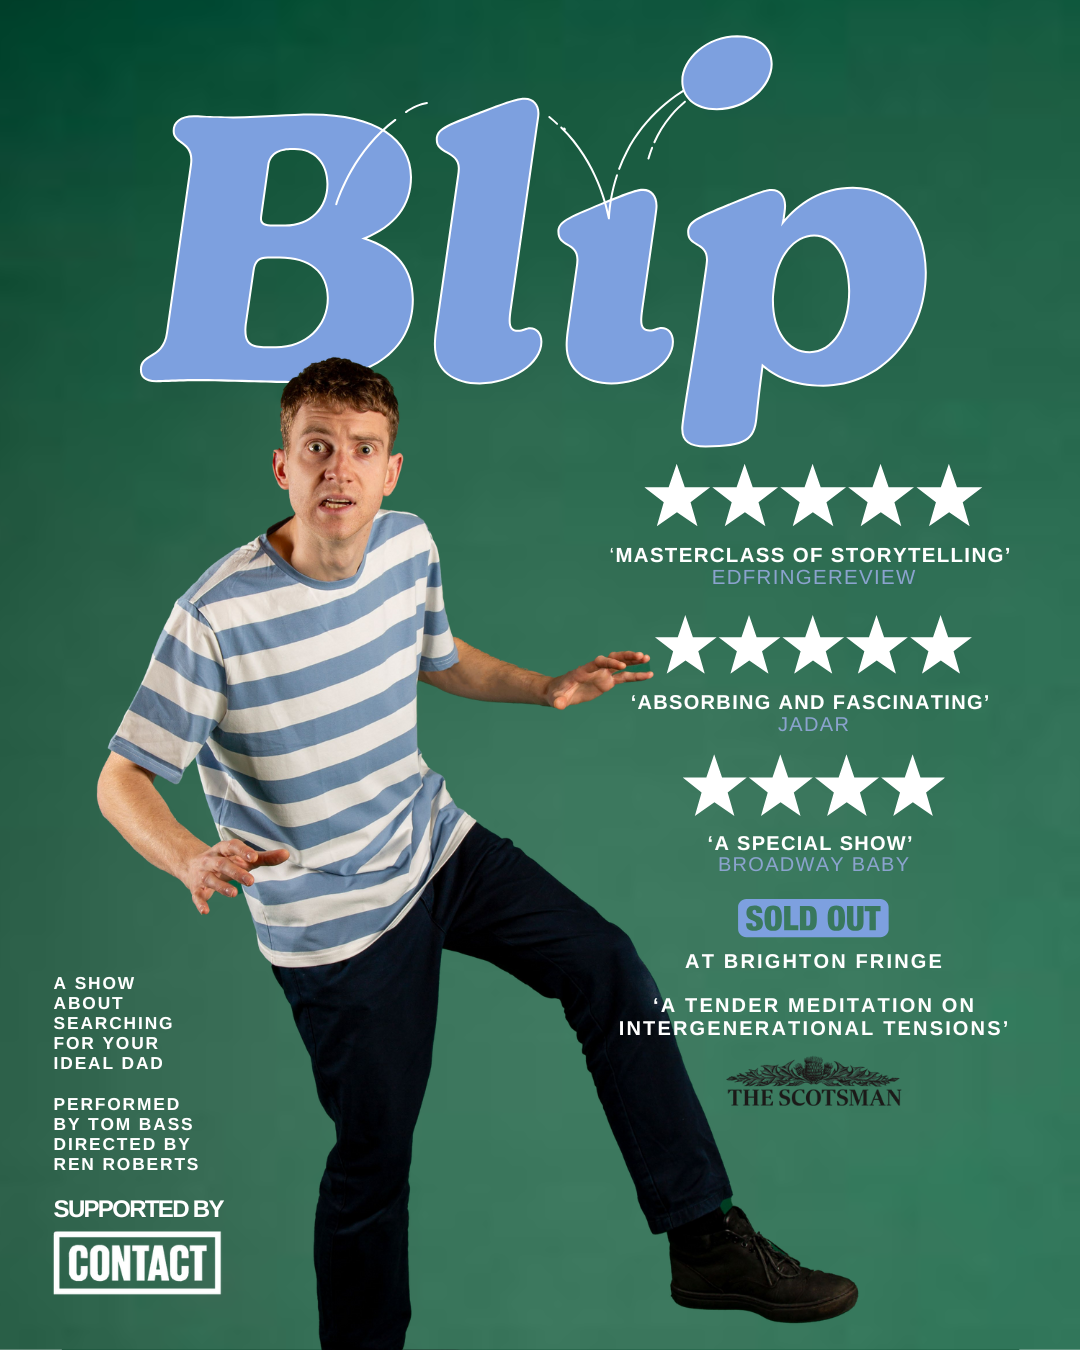 Blip
‘MASTERCLASS OF STORYTELLING’
EDFRINGEREVIEW
‘ABSORBING AND FASCINATING’
JADAR
‘A SPECIAL SHOW’
BROADWAY BABY
SOLD OUT
AT BRIGHTON FRINGE
‘A TENDER MEDITATION ON
INTERGENERATIONAL TENSIONS’
THE SCOTSMAN
A SHOW
ABOUT
SEARCHING
FOR YOUR
IDEAL DAD
PERFORMED
BY TOM BASS
DIRECTED BY
REN ROBERTS
SUPPORTED BY
CONTACT